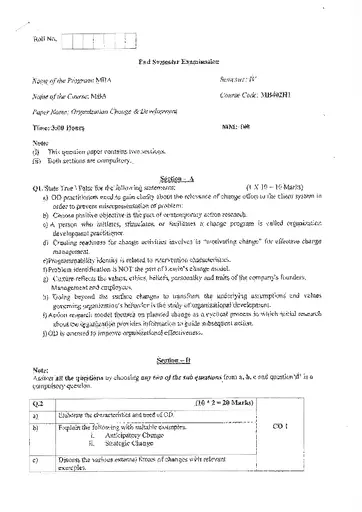 Roll No.
End Semester Examination
Name of the Program: MBA Semester: IV
Name of the Course: MBA Course Code: MB402H1
Paper Name: Organization Change & Development
Time: 3:00 Hours MM: 100
Note:
(i) This question paper contains two sections.
(ii) Both sections are compulsory.
Section – A
Q1. State True / False for the following statements: (1 X 10 = 10 Marks)
a) OD practitioners need to gain clarity about the relevance of change effort to the client system in
order to prevent misrepresentation of problem.
b) Choose positive objective is the part of contemporary action research.
c) A person who initiates, stimulates, or facilitates a change program is called organization
development practitioner.
d) Creating readiness for change activities involved in "motivating change" for effective change
management.
e) Programmability identity is related to intervention characteristics.
f) Problem identification is NOT the part of Lewin's change model.
g) Culture reflects the values, ethics, beliefs, personality and traits of the company's founders,
Management and employees.
h) Going beyond the surface changes to transform the underlying assumptions and values
governing organization's behavior is the study of organizational development.
i) Action research model focuses on planned change as a cyclical process in which initial research
about the organization provides information to guide subsequent action.
j) OD is oriented to improve organizational effectiveness.
Section – B
Note:
Answer all the questions by choosing any two of the sub questions from a, b, c and question 'd' is a
compulsory question.
Q.2 (10 * 2 = 20 Marks)
a) Elaborate the characteristics and need of OD.
b) Explain the following with suitable examples. CO 1
i. Anticipatory Change
ii. Strategic Change
c) Discuss the various external forces of changes with relevant
examples.